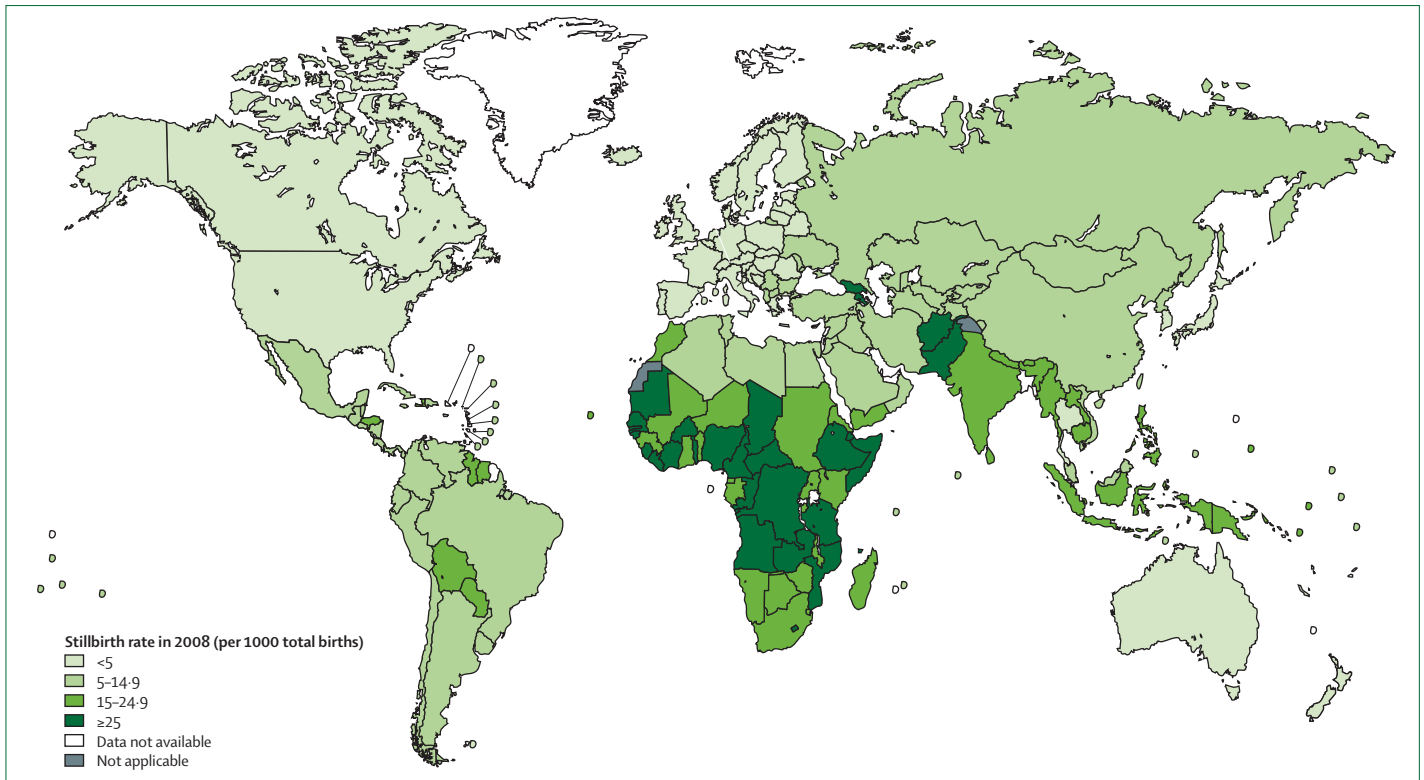 Stillbirth rate in 2008 (per 1000 total births)
<5
5–14·9
15–24·9
≥25
Data not available
Not applicable